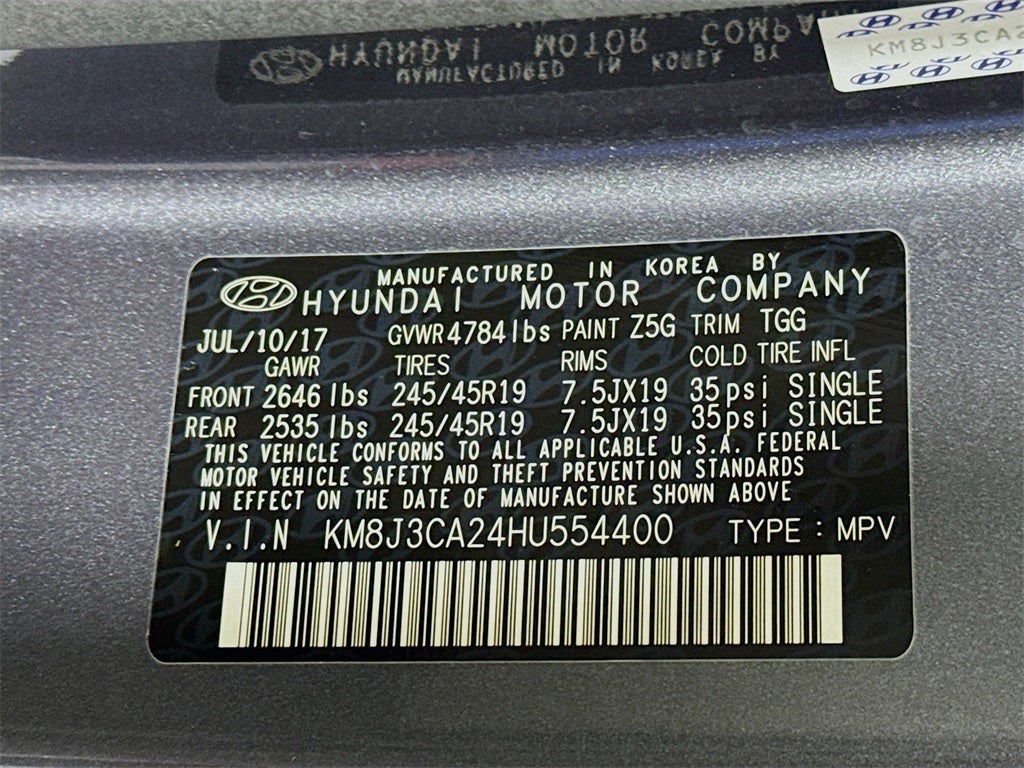 KM8J3CA2
MANUFACTURED IN KOREA BY
HYUNDAI MOTOR COMPANY
MANUFACTURED IN KOREA BY
HYUNDAI MOTOR COMPANY
JUL/10/17 GVWR 4784 lbs PAINT Z5G TRIM TGG
GAWR TIRES RIMS COLD TIRE INFL
FRONT 2646 lbs 245/45R19 7.5JX19 35psi SINGLE
REAR 2535 lbs 245/45R19 7.5JX19 35psi SINGLE
THIS VEHICLE CONFORMS TO ALL APPLICABLE U.S.A. FEDERAL
MOTOR VEHICLE SAFETY AND THEFT PREVENTION STANDARDS
IN EFFECT ON THE DATE OF MANUFACTURE SHOWN ABOVE
V.I.N KM8J3CA24HU554400 TYPE : MPV